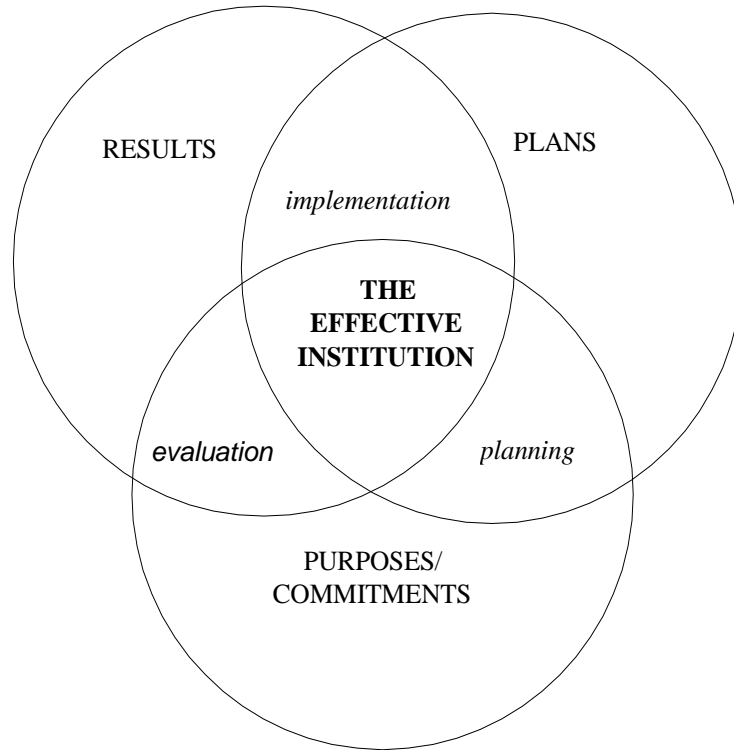 RESULTS
PLANS
implementation
THE
EFFECTIVE
INSTITUTION
evaluation
planning
PURPOSES/
COMMITMENTS